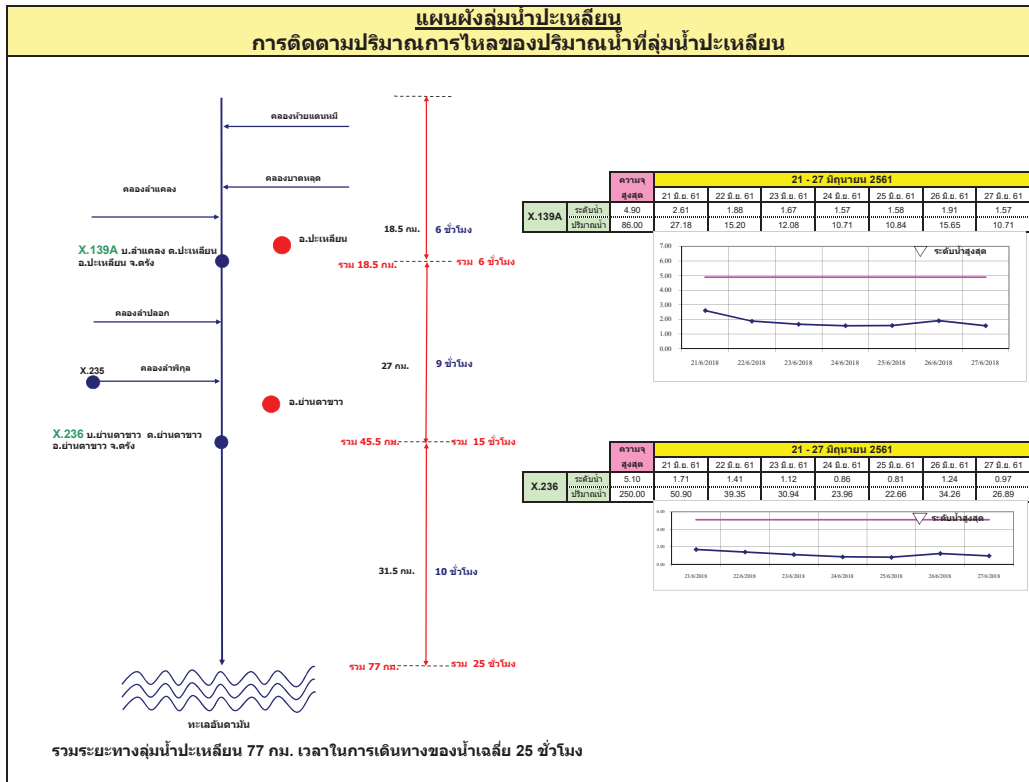 แผนผังลุ่มน้ำปะเหลียน
การติดตามปริมาณการไหลของปริมาณน้ำที่ลุ่มน้ำปะเหลียน
คลองห้วยแดนหมี
คลองบาดหลุด
คลองลำแคลง
อ.ปะเหลียน
18.5 กม.
6 ชั่วโมง
X.139A บ.ลำแคลง ต.ปะเหลียน
อ.ปะเหลียน จ.ตรัง
รวม 18.5 กม.
รวม 6 ชั่วโมง
คลองลำปลอก
X.235
คลองลำพิกุล
27 กม.
9 ชั่วโมง
อ.ย่านตาขาว
X.236 บ.ย่านตาขาว ต.ย่านตาขาว
อ.ย่านตาขาว จ.ตรัง
รวม 45.5 กม.
รวม 15 ชั่วโมง
31.5 กม.
10 ชั่วโมง
รวม 77 กม.
รวม 25 ชั่วโมง
ทะเลอันดามัน
รวมระยะทางลุ่มน้ำปะเหลียน 77 กม. เวลาในการเดินทางของน้ำเฉลี่ย 25 ชั่วโมง
ความจุ 21 - 27 มิถุนายน 2561
สูงสุด 21 มิ.ย. 61 22 มิ.ย. 61 23 มิ.ย. 61 24 มิ.ย. 61 25 มิ.ย. 61 26 มิ.ย. 61 27 มิ.ย. 61
X.139A
ระดับน้ำ 4.90 2.61 1.88 1.67 1.57 1.58 1.91 1.57
ปริมาณน้ำ 86.00 27.18 15.20 12.08 10.71 10.84 15.65 10.71
ระดับน้ำสูงสุด
7.00
6.00
5.00
4.00
3.00
2.00
1.00
0.00
21/6/2018 22/6/2018 23/6/2018 24/6/2018 25/6/2018 26/6/2018 27/6/2018
ความจุ 21 - 27 มิถุนายน 2561
สูงสุด 21 มิ.ย. 61 22 มิ.ย. 61 23 มิ.ย. 61 24 มิ.ย. 61 25 มิ.ย. 61 26 มิ.ย. 61 27 มิ.ย. 61
X.236
ระดับน้ำ 5.10 1.71 1.41 1.12 0.86 0.81 1.24 0.97
ปริมาณน้ำ 250.00 50.90 39.35 30.94 23.96 22.66 34.26 26.89
ระดับน้ำสูงสุด
6.00
4.00
2.00
0.00
21/6/2018 22/6/2018 23/6/2018 24/6/2018 25/6/2018 26/6/2018 27/6/2018